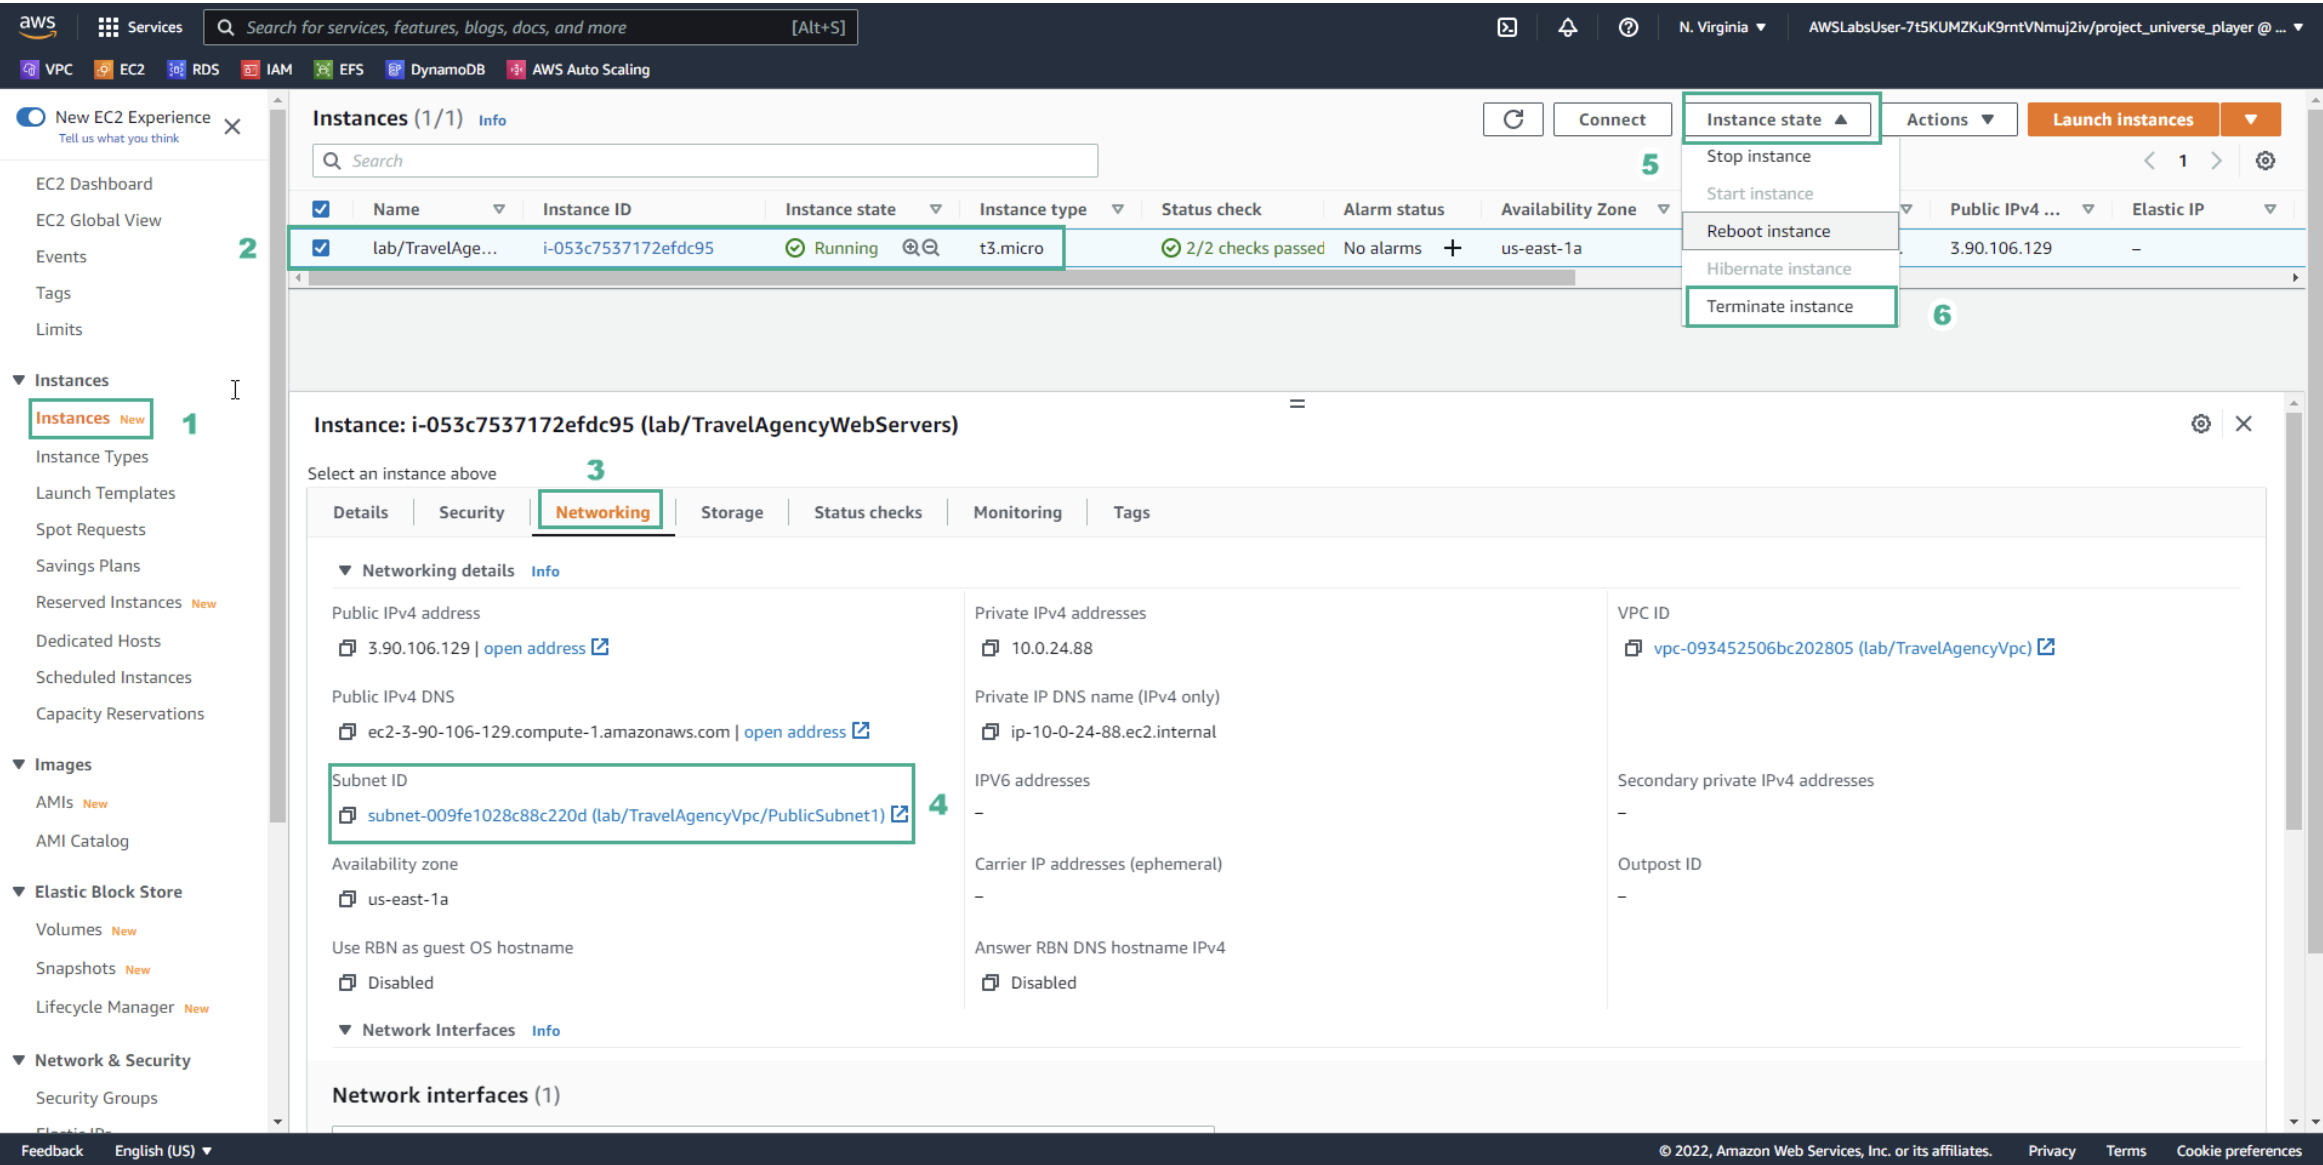 aws
Services
Search for services, features, blogs, docs, and more [Alt+S]
N. Virginia ▼
AWSLabsUser-7t5KUMZKuK9rntVNmuj2iv/project_universe_player @ ... ▼
VPC
EC2
RDS
IAM
EFS
DynamoDB
AWS Auto Scaling
New EC2 Experience
Tell us what you think
EC2 Dashboard
EC2 Global View
2
Events
Tags
Limits
Instances
Instances New
1
Instance Types
Launch Templates
Spot Requests
Savings Plans
Reserved Instances New
Dedicated Hosts
Scheduled Instances
Capacity Reservations
Images
AMIs New
AMI Catalog
Elastic Block Store
Volumes New
Snapshots New
Lifecycle Manager New
Network & Security
Security Groups
Elastic IPs
Instances (1/1) Info
Connect
Instance state ▲
Actions ▼
Launch instances ▼
Search
5
Stop instance
Start instance
Reboot instance
Hibernate instance
Terminate instance
6
1
Name
Instance ID
Instance state
Instance type
Status check
Alarm status
Availability Zone
Public IPv4 ...
Elastic IP
lab/TravelAge...
i-053c7537172efdc95
Running
t3.micro
2/2 checks passed
No alarms +
us-east-1a
3.90.106.129
–
Instance: i-053c7537172efdc95 (lab/TravelAgencyWebServers)
Select an instance above
3
Details
Security
Networking
Storage
Status checks
Monitoring
Tags
Networking details Info
Public IPv4 address
3.90.106.129 | open address
Private IPv4 addresses
10.0.24.88
VPC ID
vpc-093452506bc202805 (lab/TravelAgencyVpc)
Public IPv4 DNS
ec2-3-90-106-129.compute-1.amazonaws.com | open address
Private IP DNS name (IPv4 only)
ip-10-0-24-88.ec2.internal
Subnet ID
subnet-009fe1028c88c220d (lab/TravelAgencyVpc/PublicSubnet1)
4
IPV6 addresses
–
Secondary private IPv4 addresses
–
Availability zone
us-east-1a
Carrier IP addresses (ephemeral)
–
Outpost ID
–
Use RBN as guest OS hostname
Disabled
Answer RBN DNS hostname IPv4
Disabled
Network Interfaces Info
Network interfaces (1)
Feedback
English (US) ▼
© 2022, Amazon Web Services, Inc. or its affiliates.
Privacy
Terms
Cookie preferences